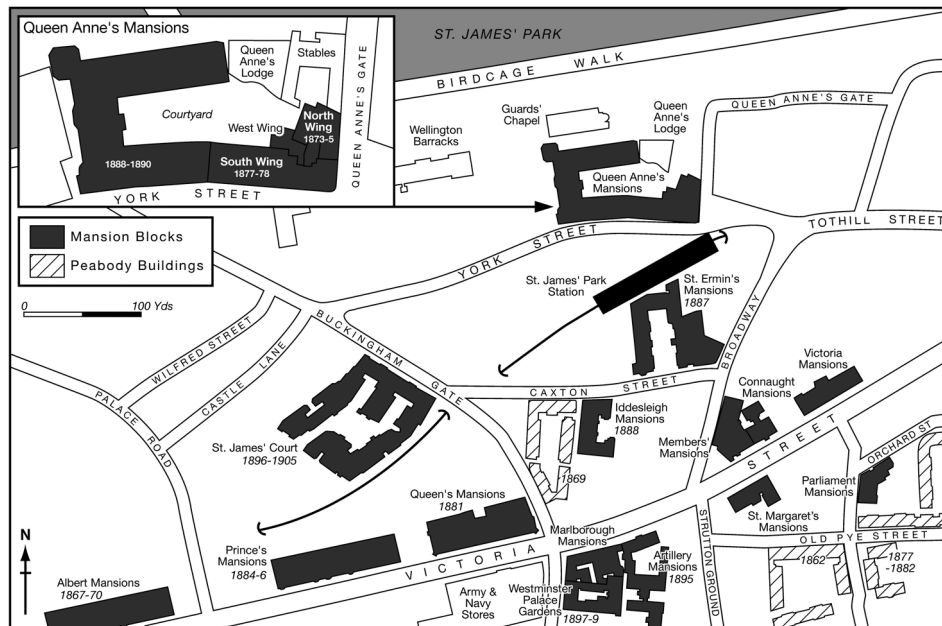 Queen Anne's Mansions
Queen
Anne's
Lodge
Stables
Courtyard
West Wing
North
Wing
1873-5
South Wing
1877-78
1888-1890
YORK STREET
QUEEN ANNE'S GATE
Mansion Blocks
Peabody Buildings
0
100 Yds
N
ST. JAMES' PARK
BIRDCAGE WALK
QUEEN ANNE'S GATE
Guards'
Chapel
Queen
Anne's
Lodge
Wellington
Barracks
Queen Anne's
Mansions
TOTHILL STREET
YORK STREET
St. James' Park
Station
St. Ermin's
Mansions
1887
BROADWAY
BUCKINGHAM GATE
WILFRED STREET
CASTLE LANE
PALACE ROAD
CAXTON STREET
Victoria
Mansions
Connaught
Mansions
Iddesleigh
Mansions
1888
Members'
Mansions
ORCHARD ST
St. James' Court
1896-1905
1869
Parliament
Mansions
Queen's Mansions
1881
St. Margaret's
Mansions
OLD PYE STREET
Marlborough
Mansions
Prince's
Mansions
1884-6
VICTORIA STREET
STRUTTON GROUND
Artillery
Mansions
1895
1862
1877
-1882
Albert Mansions
1867-70
Army &
Navy
Stores
Westminster
Palace
Gardens
1897-9